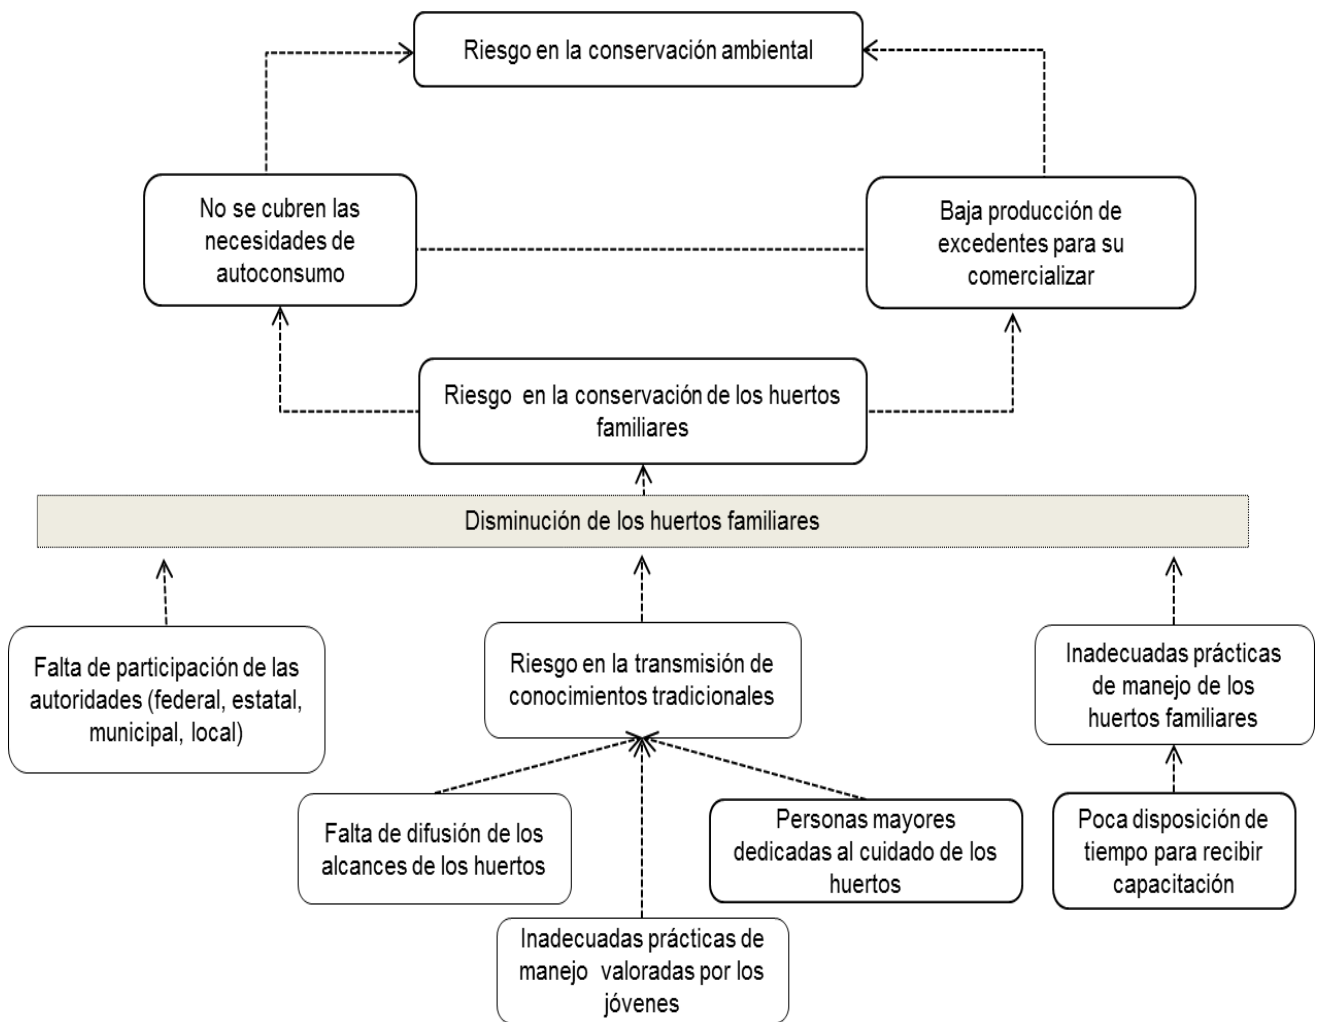 Riesgo en la conservación ambiental
No se cubren las
necesidades de
autoconsumo
Baja producción de
excedentes para su
comercializar
Riesgo en la conservación de los huertos
familiares
Disminución de los huertos familiares
Falta de participación de las
autoridades (federal, estatal,
municipal, local)
Riesgo en la transmisión de
conocimientos tradicionales
Inadecuadas prácticas
de manejo de los
huertos familiares
Falta de difusión de los
alcances de los huertos
Personas mayores
dedicadas al cuidado de los
huertos
Poca disposición de
tiempo para recibir
capacitación
Inadecuadas prácticas de
manejo valoradas por los
jóvenes